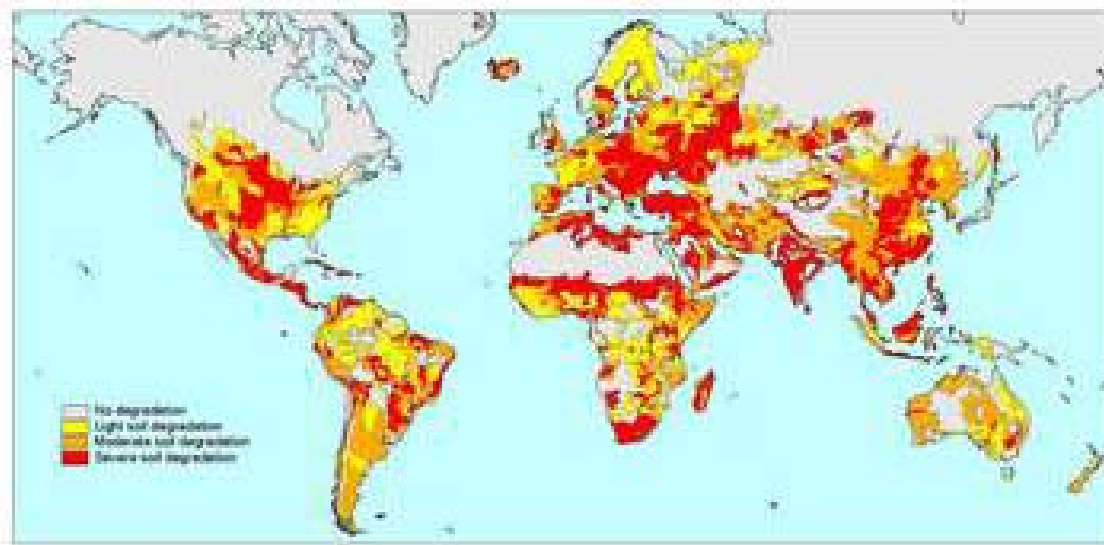 No degradation
Light soil degradation
Moderate soil degradation
Severe soil degradation